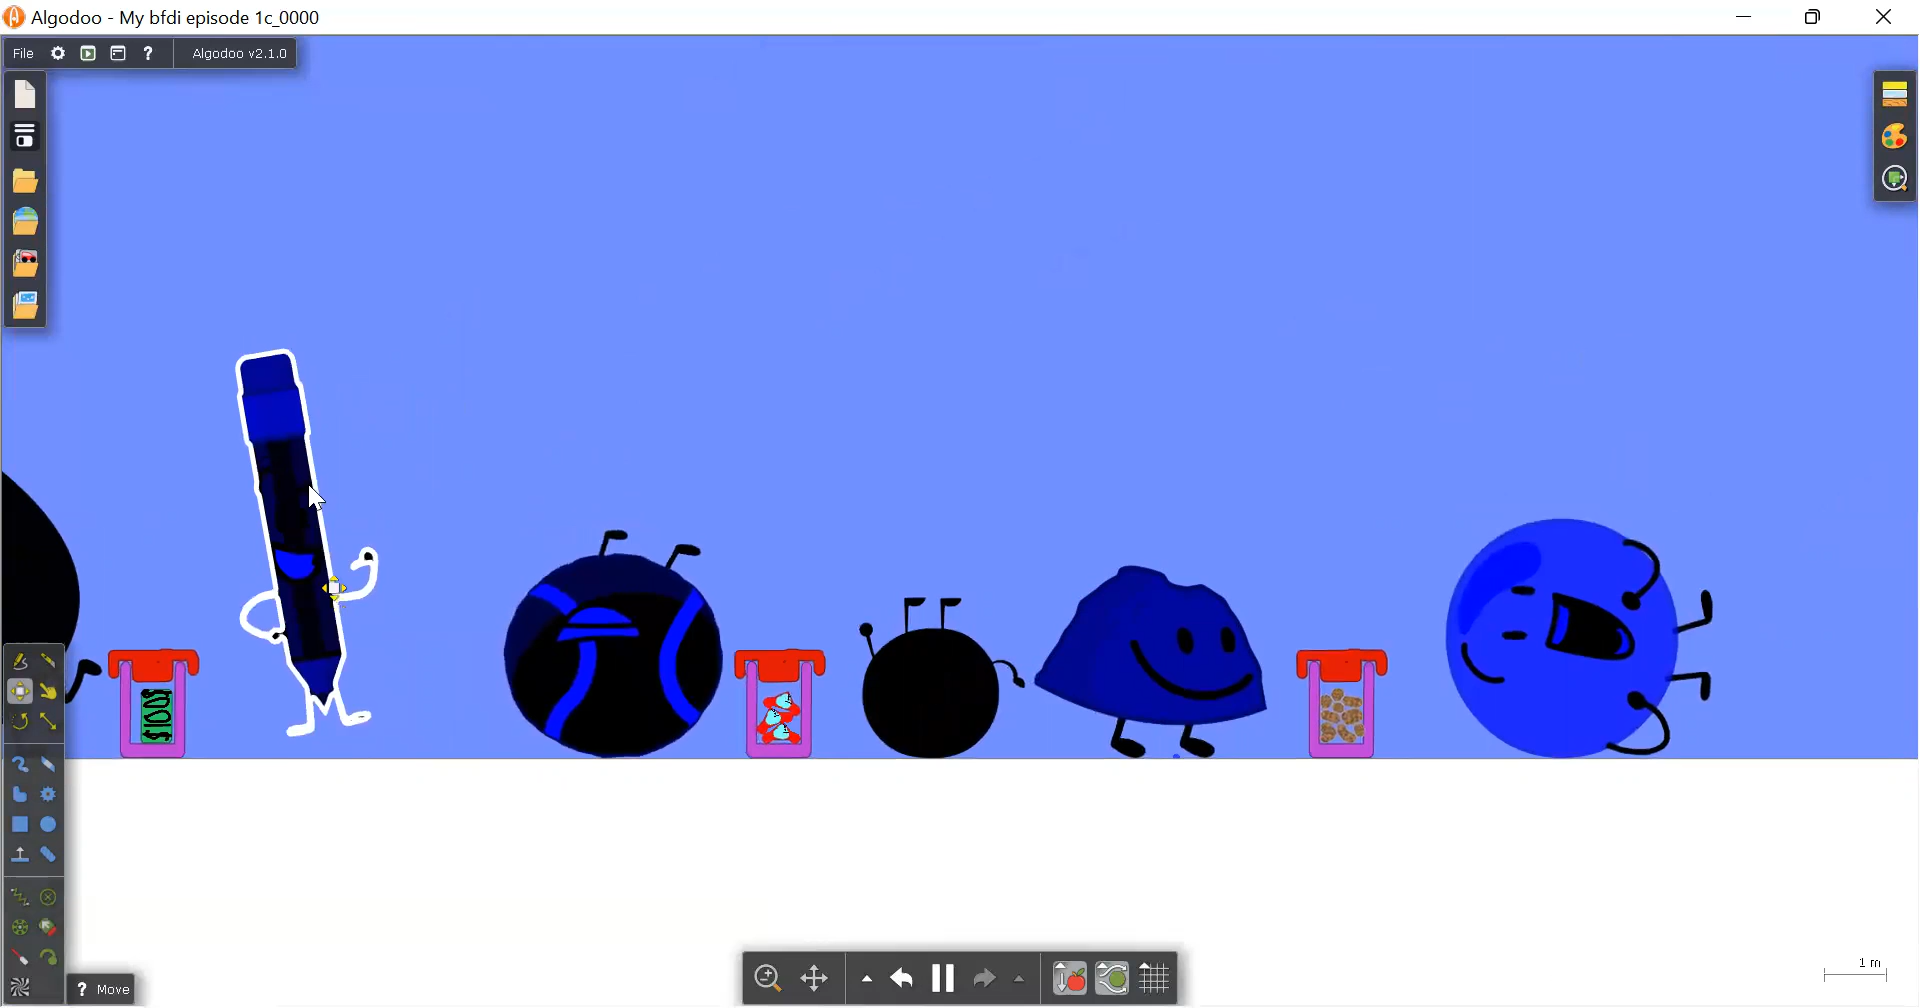 Algodoo - My bfdi episode 1c_0000
File ? Algodoo v2.1.0
$100
? Move
1 m